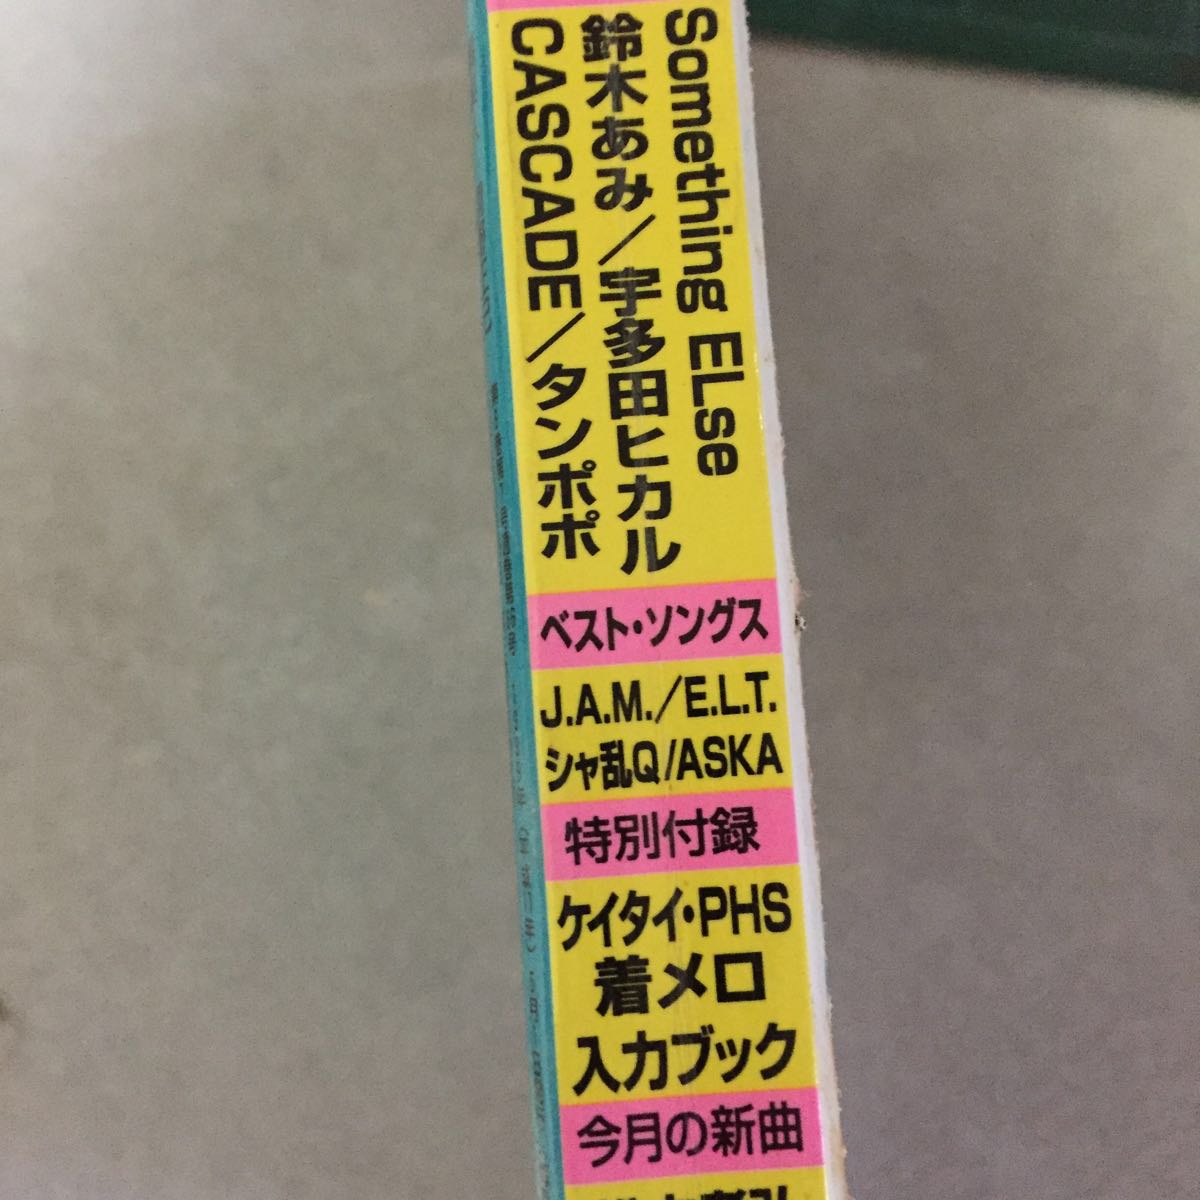 Something ELse
鈴木あみ/宇多田ヒカル
CASCADE/タンポポ
ベスト・ソングス
J.A.M./E.L.T.
シャ乱Q/ASKA
特別付録
ケイタイ・PHS
着メロ
入力ブック
今月の新曲